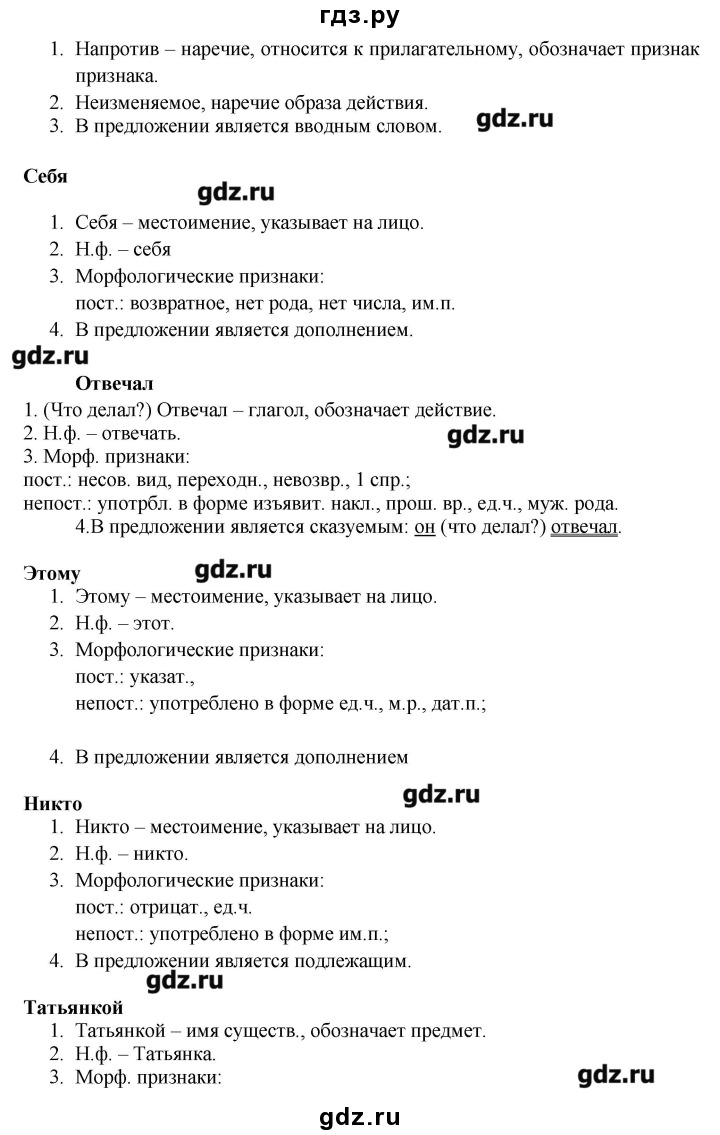 гдз.ру
1. Напротив – наречие, относится к прилагательному, обозначает признак
признака.
2. Неизменяемое, наречие образа действия.
3. В предложении является вводным словом.
gdz.ru
Себя
gdz.ru
1. Себя – местоимение, указывает на лицо.
2. Н.ф. – себя
3. Морфологические признаки:
пост.: возвратное, нет рода, нет числа, им.п.
4. В предложении является дополнением.
gdz.ru
Отвечал
1. (Что делал?) Отвечал – глагол, обозначает действие.
2. Н.ф. – отвечать.
gdz.ru
3. Морф. признаки:
пост.: несов. вид, переходн., невозвр., 1 спр.;
непост.: употрбл. в форме изъявит. накл., прош. вр., ед.ч., муж. рода.
4.В предложении является сказуемым: он (что делал?) отвечал.
gdz.ru
Этому
1. Этому – местоимение, указывает на лицо.
2. Н.ф. – этот.
3. Морфологические признаки:
пост.: указат.,
непост.: употреблено в форме ед.ч., м.р., дат.п.;
4. В предложении является дополнением
gdz.ru
Никто
1. Никто – местоимение, указывает на лицо.
2. Н.ф. – никто.
3. Морфологические признаки:
пост.: отрицат., ед.ч.
непост.: употреблено в форме им.п.;
4. В предложении является подлежащим.
gdz.ru
Татьянкой
1. Татьянкой – имя существ., обозначает предмет.
2. Н.ф. – Татьянка.
3. Морф. признаки:
gdz.ru
gdz.ru